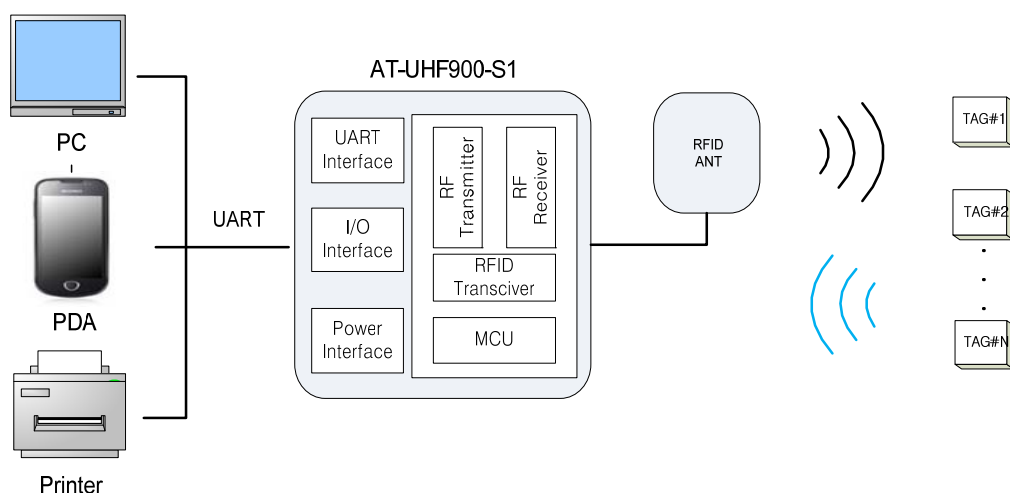 AT-UHF900-S1
PC
PDA
Printer
UART
UART
Interface
I/O
Interface
Power
Interface
RF
Transmitter
RF
Receiver
RFID
Transciver
MCU
RFID
ANT
TAG#1
TAG#2
TAG#N